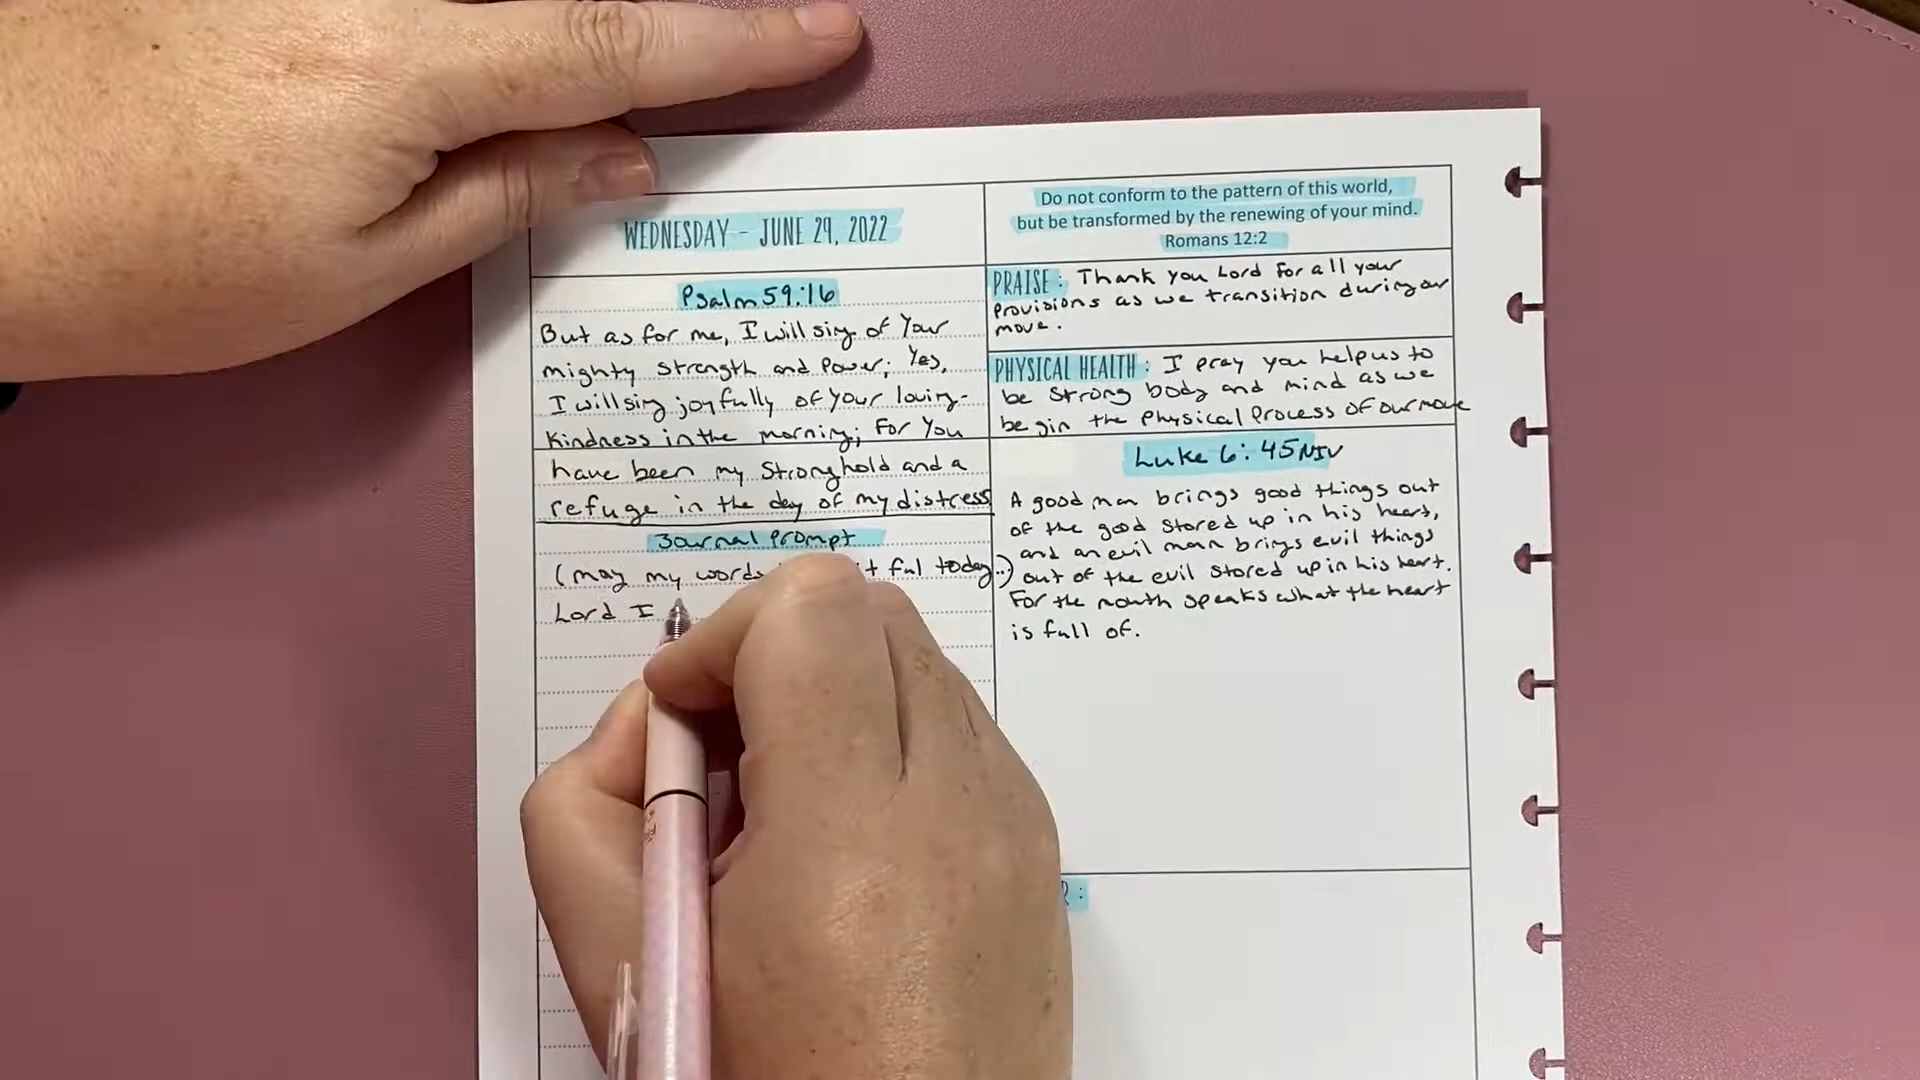 WEDNESDAY - JUNE 29, 2022
Psalm 59:16
But as for me, I will sing of Your
mighty strength and Power; Yes,
I will sing joyfully of Your loving-
Kindness in the morning; For You
have been my Stronghold and a
refuge in the day of my distress
Journal Prompt
(may my words ful today...)
Lord I
Do not conform to the pattern of this world,
but be transformed by the renewing of your mind.
Romans 12:2
PRAISE: Thank you Lord for all your
Provisions as we transition during our
move.
PHYSICAL HEALTH: I pray you help us to
be strong body and mind as we
begin the Physical Process of our move
Luke 6:45 NIV
A good man brings good things out
of the good stored up in his heart,
and an evil man brings evil things
out of the evil stored up in his heart.
For the mouth speaks what the heart
is full of.
R: